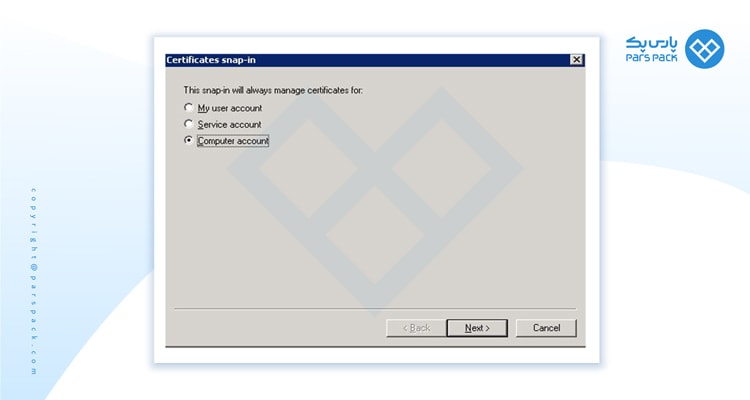 پارس پک
PARS PACK
Certificates snap-in
This snap-in will always manage certificates for:
My user account
Service account
Computer account
< Back
Next >
Cancel
copyright@parspack.com